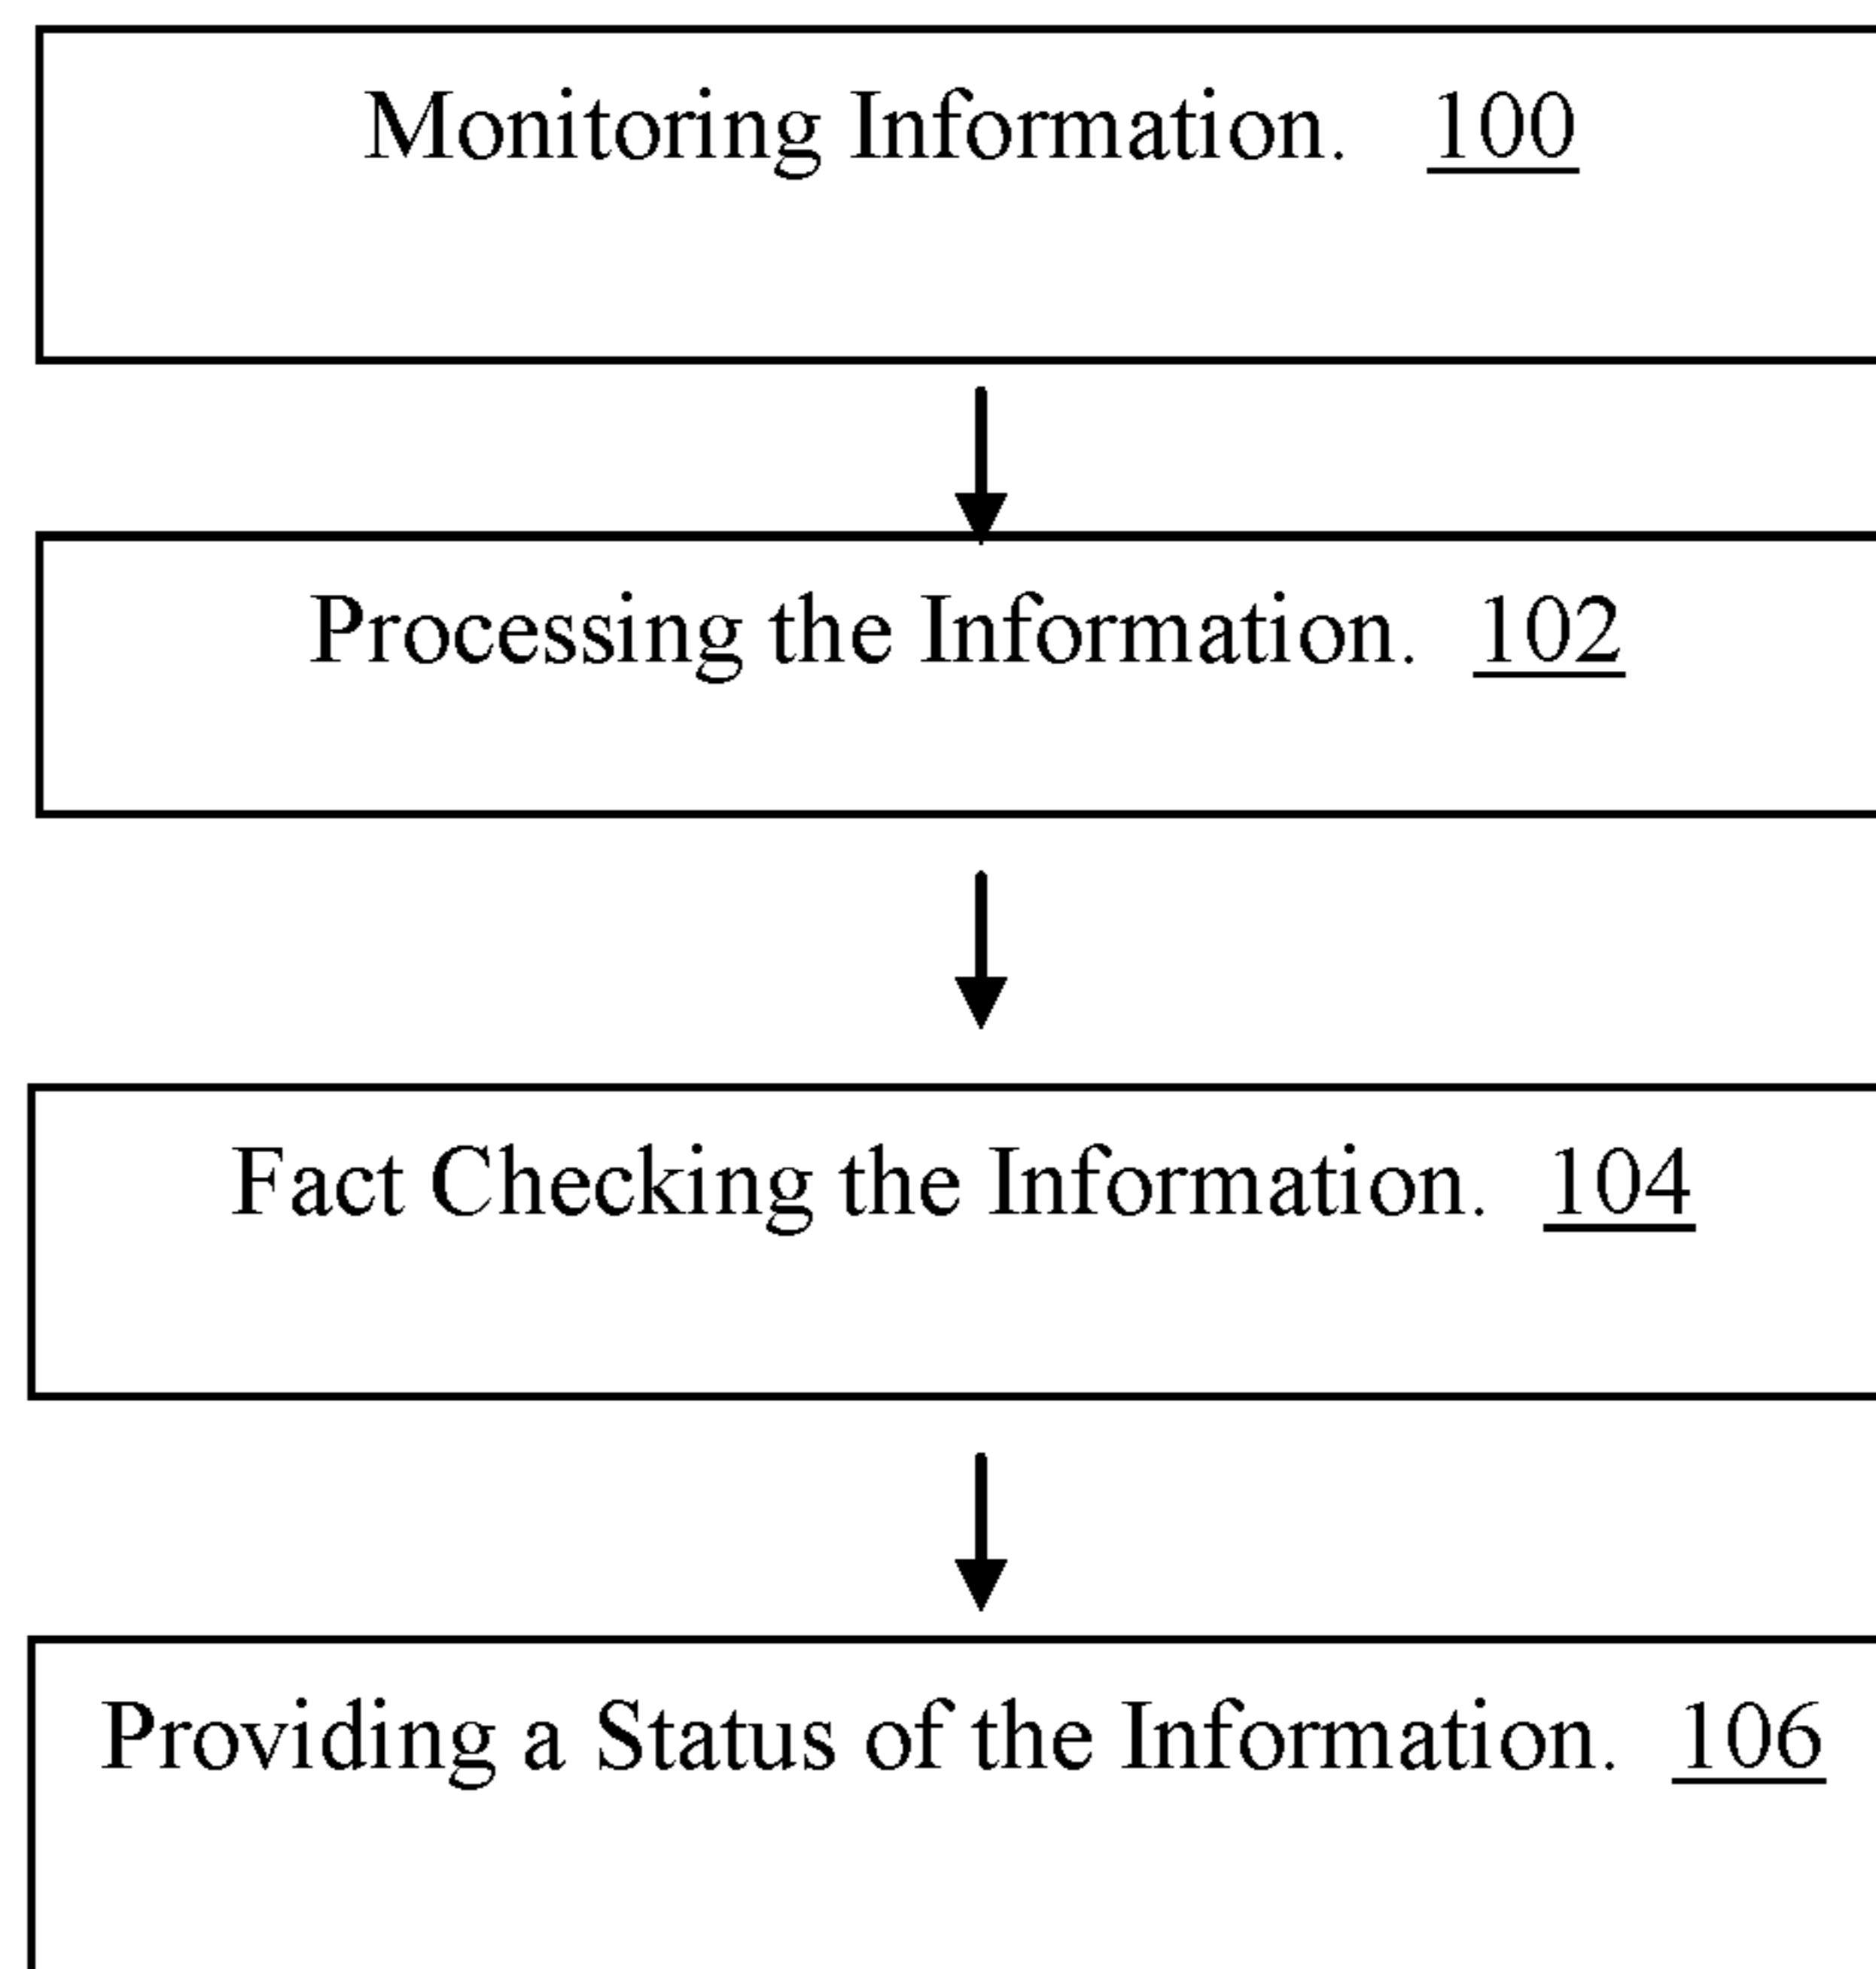 Monitoring Information. 100
Processing the Information. 102
Fact Checking the Information. 104
Providing a Status of the Information. 106